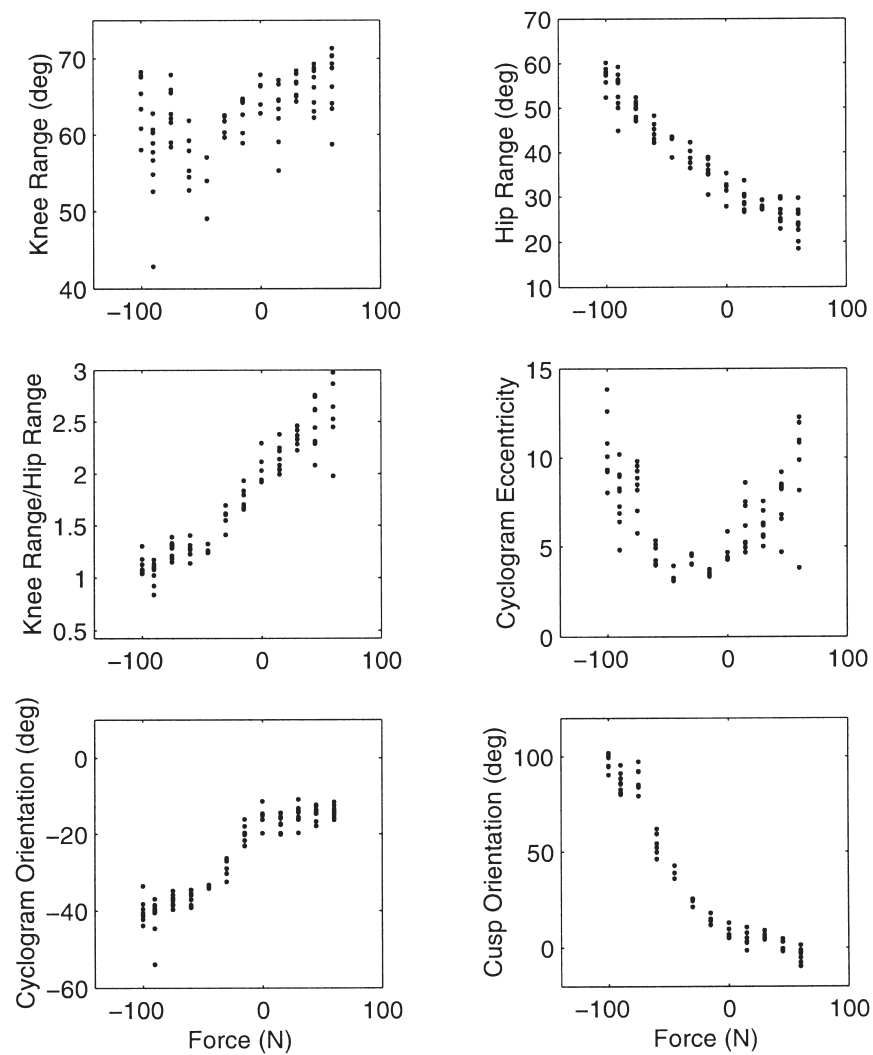 Knee Range (deg)
70
60
50
40
−100 0 100
Hip Range (deg)
70
60
50
40
30
20
10
−100 0 100
Knee Range/Hip Range
3
2.5
2
1.5
1
0.5
−100 0 100
Cyclogram Eccentricity
15
10
5
0
−100 0 100
Cyclogram Orientation (deg)
0
−20
−40
−60
−100 0 100
Force (N)
Cusp Orientation (deg)
100
50
0
−100 0 100
Force (N)